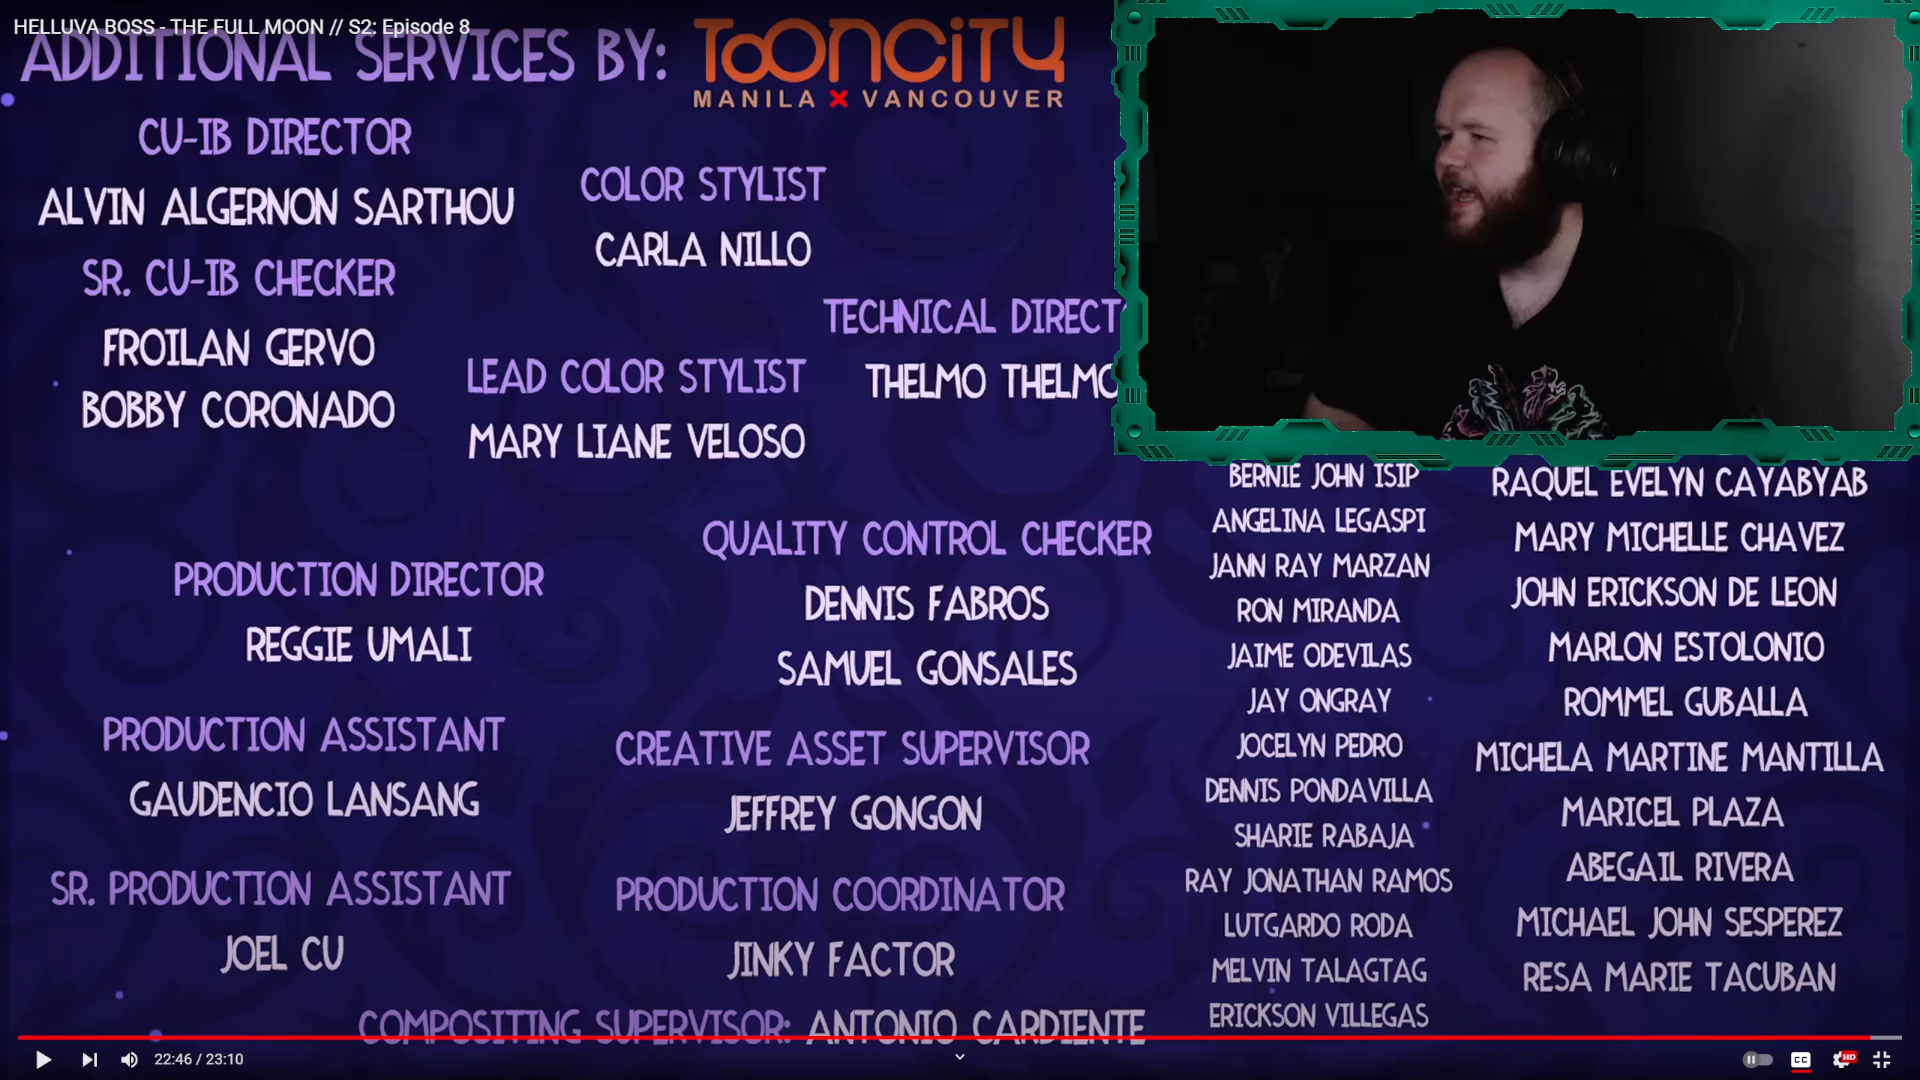 HELLUVA BOSS - THE FULL MOON // S2: Episode 8
ADDITIONAL SERVICES BY: TOONCITY
MANILA X VANCOUVER
CU-IB DIRECTOR
ALVIN ALGERNON SARTHOU
SR. CU-IB CHECKER
FROILAN GERVO
BOBBY CORONADO
COLOR STYLIST
CARLA NILLO
LEAD COLOR STYLIST
MARY LIANE VELOSO
TECHNICAL DIRECT
THELMO THELMO
PRODUCTION DIRECTOR
REGGIE UMALI
PRODUCTION ASSISTANT
GAUDENCIO LANSANG
SR. PRODUCTION ASSISTANT
JOEL CU
QUALITY CONTROL CHECKER
DENNIS FABROS
SAMUEL GONSALES
CREATIVE ASSET SUPERVISOR
JEFFREY GONGON
PRODUCTION COORDINATOR
JINKY FACTOR
COMPOSITING SUPERVISOR: ANTONIO CARDIENTE
BERNIE JOHN ISIP
ANGELINA LEGASPI
JANN RAY MARZAN
RON MIRANDA
JAIME ODEVILAS
JAY ONGRAY
JOCELYN PEDRO
DENNIS PONDAVILLA
SHARIE RABAJA
RAY JONATHAN RAMOS
LUTGARDO RODA
MELVIN TALAGTAG
ERICKSON VILLEGAS
RAQUEL EVELYN CAYABYAB
MARY MICHELLE CHAVEZ
JOHN ERICKSON DE LEON
MARLON ESTOLONIO
ROMMEL GUBALLA
MICHELA MARTINE MANTILLA
MARICEL PLAZA
ABEGAIL RIVERA
MICHAEL JOHN SESPEREZ
RESA MARIE TACUBAN
22:46 / 23:10
CC
HD